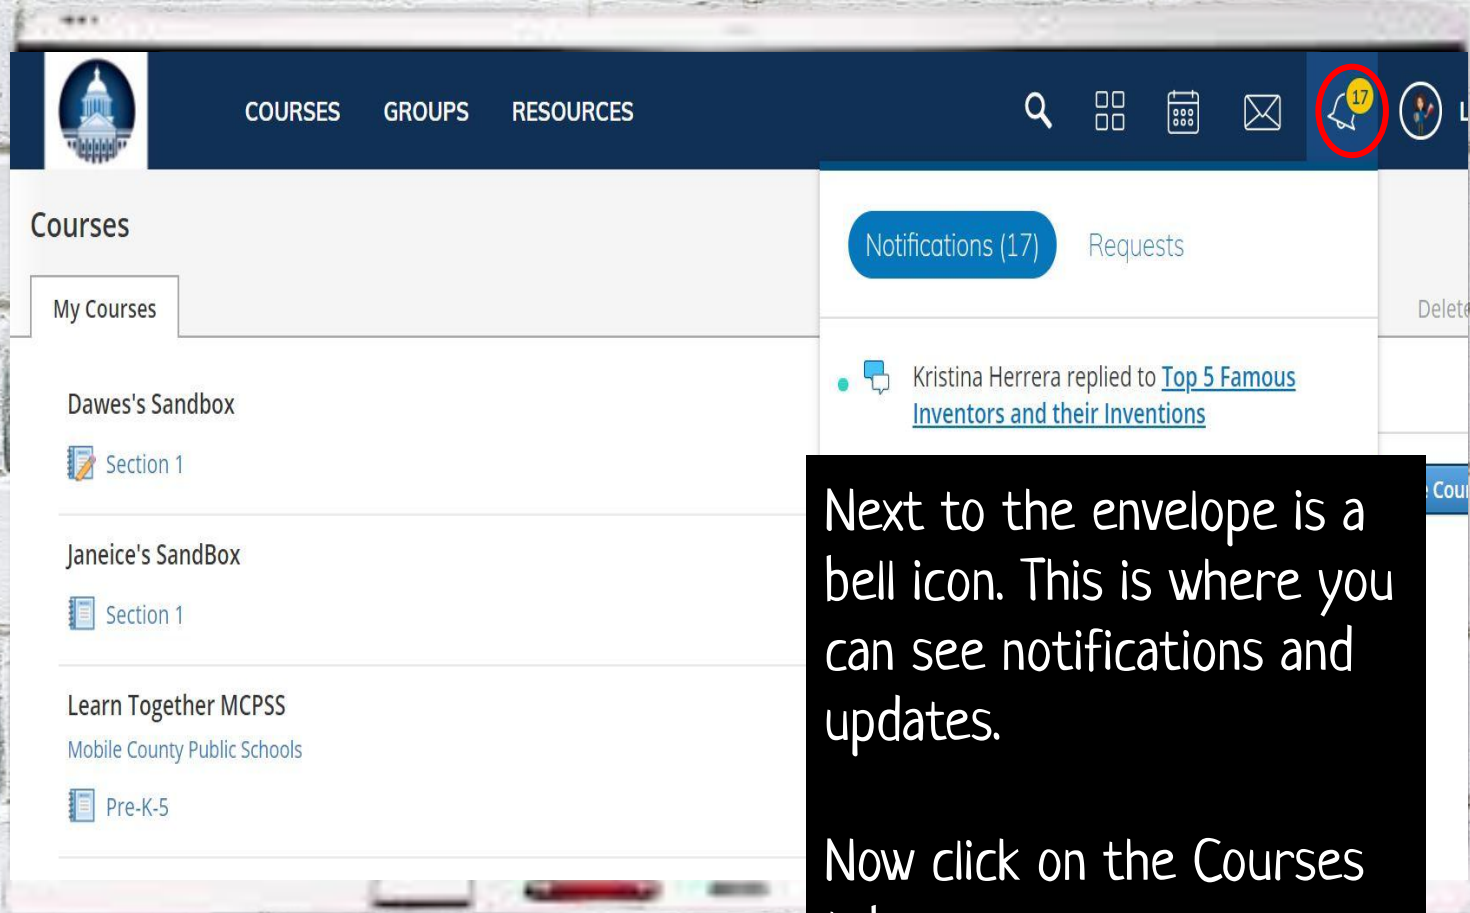 COURSES GROUPS RESOURCES
17
Courses
Notifications (17) Requests
My Courses
Kristina Herrera replied to Top 5 Famous
Inventors and their Inventions
Dawes's Sandbox
Section 1
Janeice's SandBox
Section 1
Learn Together MCPSS
Mobile County Public Schools
Pre-K-5
Next to the envelope is a
bell icon. This is where you
can see notifications and
updates.
Now click on the Courses